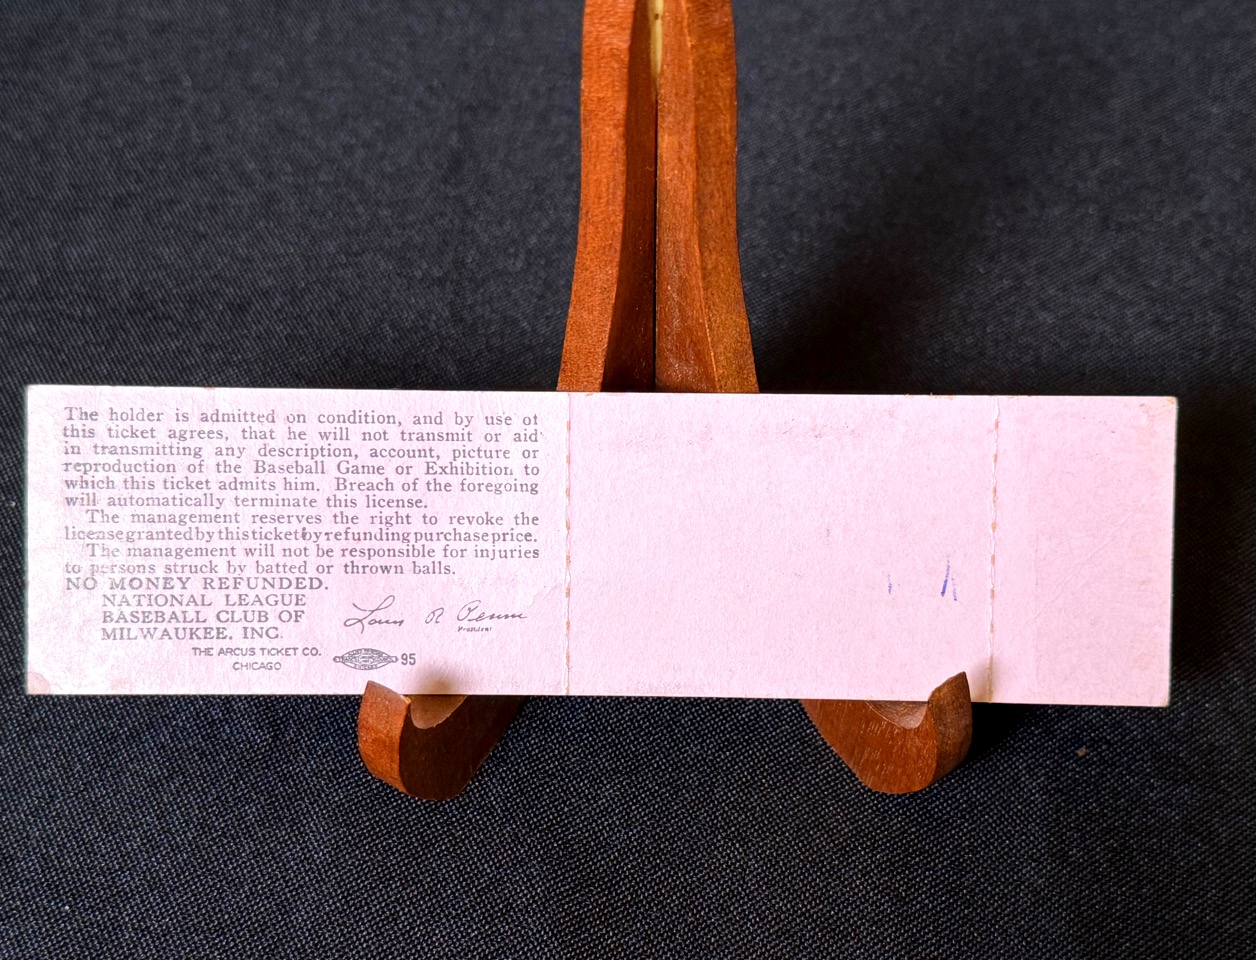 The holder is admitted on condition, and by use of
this ticket agrees, that he will not transmit or aid
in transmitting any description, account, picture or
reproduction of the Baseball Game or Exhibition to
which this ticket admits him. Breach of the foregoing
will automatically terminate this license.
The management reserves the right to revoke the
license granted by this ticket by refunding purchase price.
The management will not be responsible for injuries
to persons struck by batted or thrown balls.
NO MONEY REFUNDED.
NATIONAL LEAGUE
BASEBALL CLUB OF
MILWAUKEE, INC.
Louis R. Perini
President
THE ARCUS TICKET CO.
CHICAGO
95